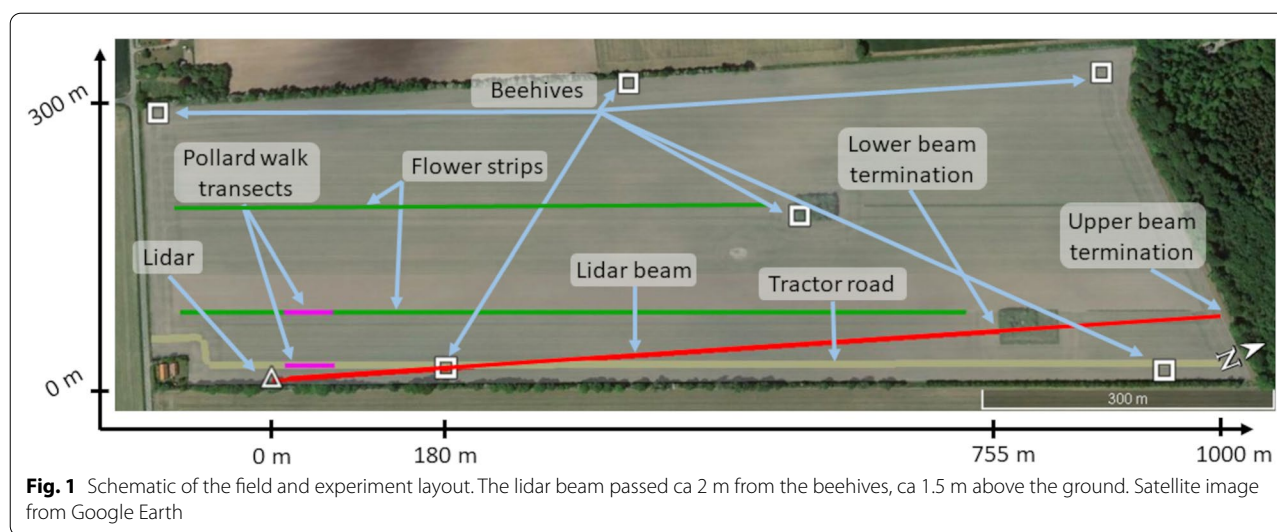 300 m
Beehives
Pollard walk
transects
Flower strips
Lower beam
termination
Upper beam
termination
Lidar
Lidar beam
Tractor road
N
0 m
300 m
0 m
180 m
755 m
1000 m
Fig. 1 Schematic of the field and experiment layout. The lidar beam passed ca 2 m from the beehives, ca 1.5 m above the ground. Satellite image
from Google Earth